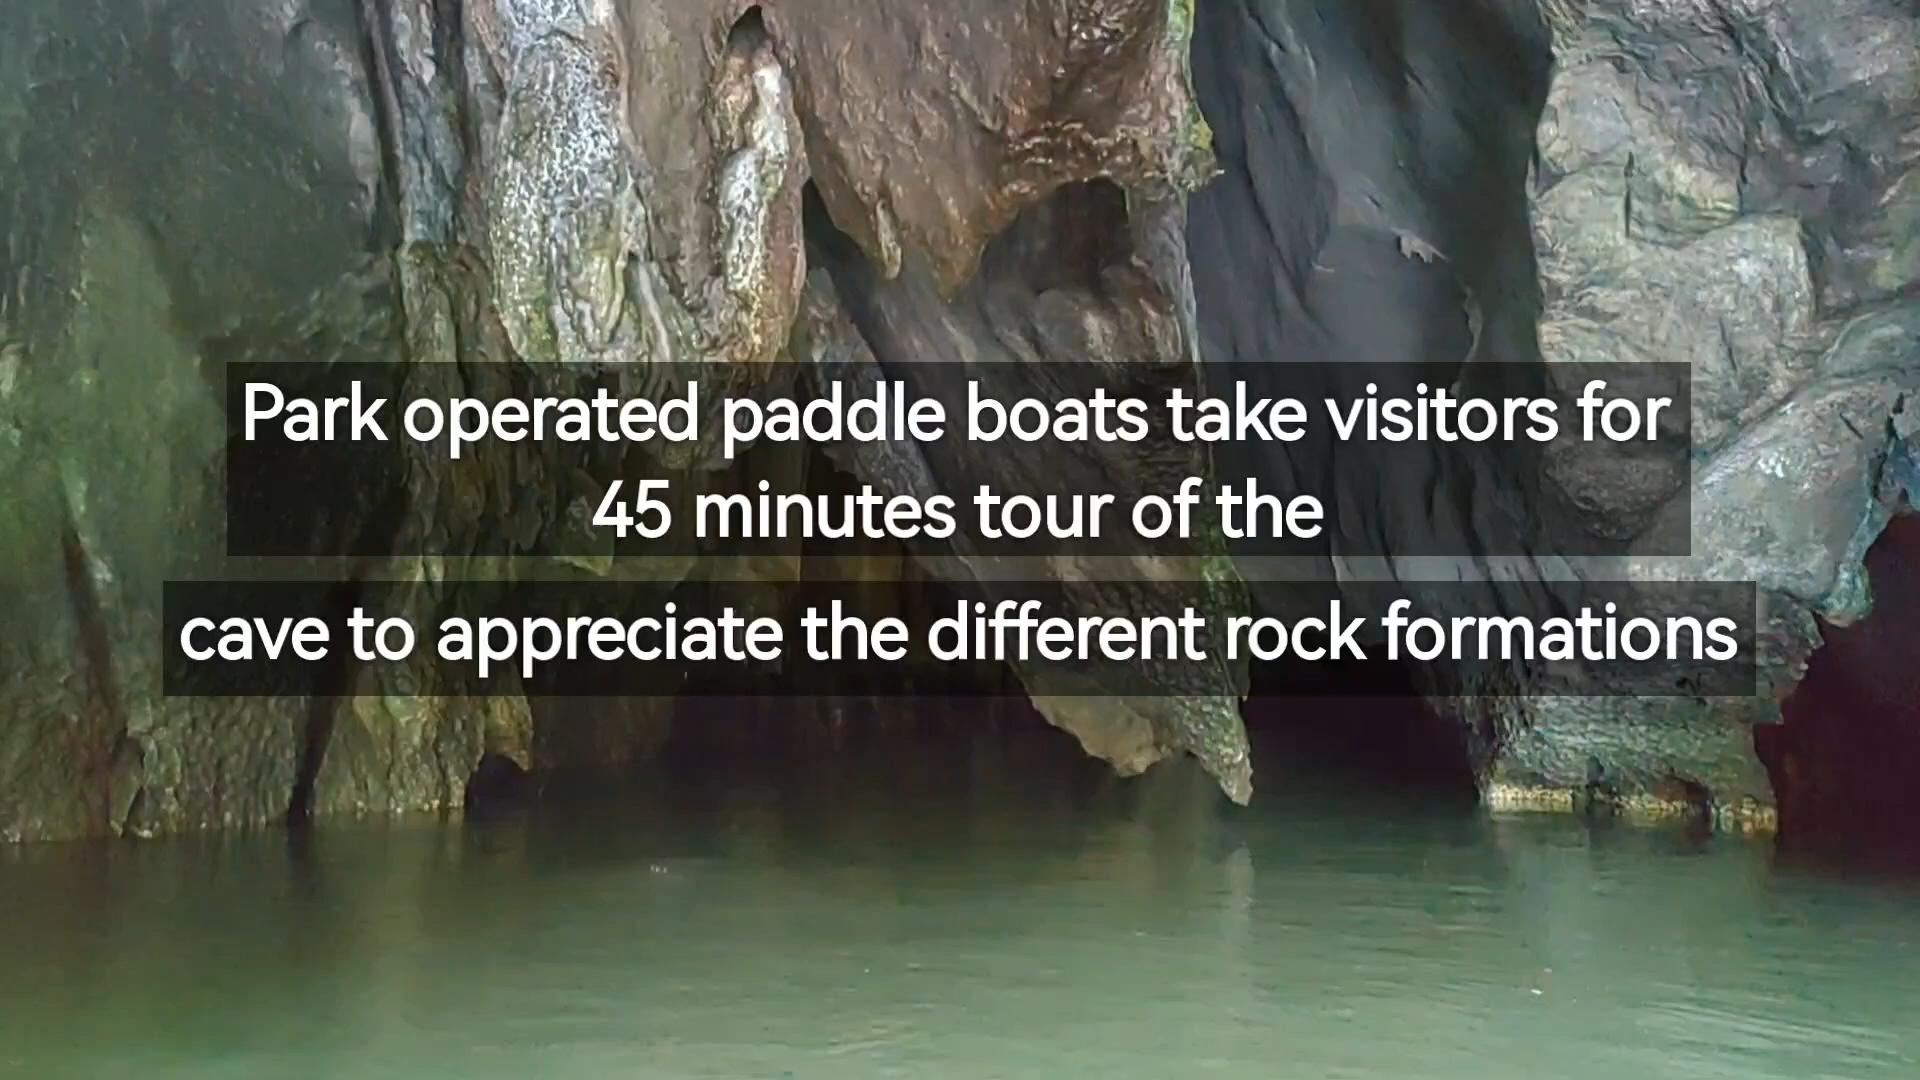 Park operated paddle boats take visitors for
45 minutes tour of the
cave to appreciate the different rock formations